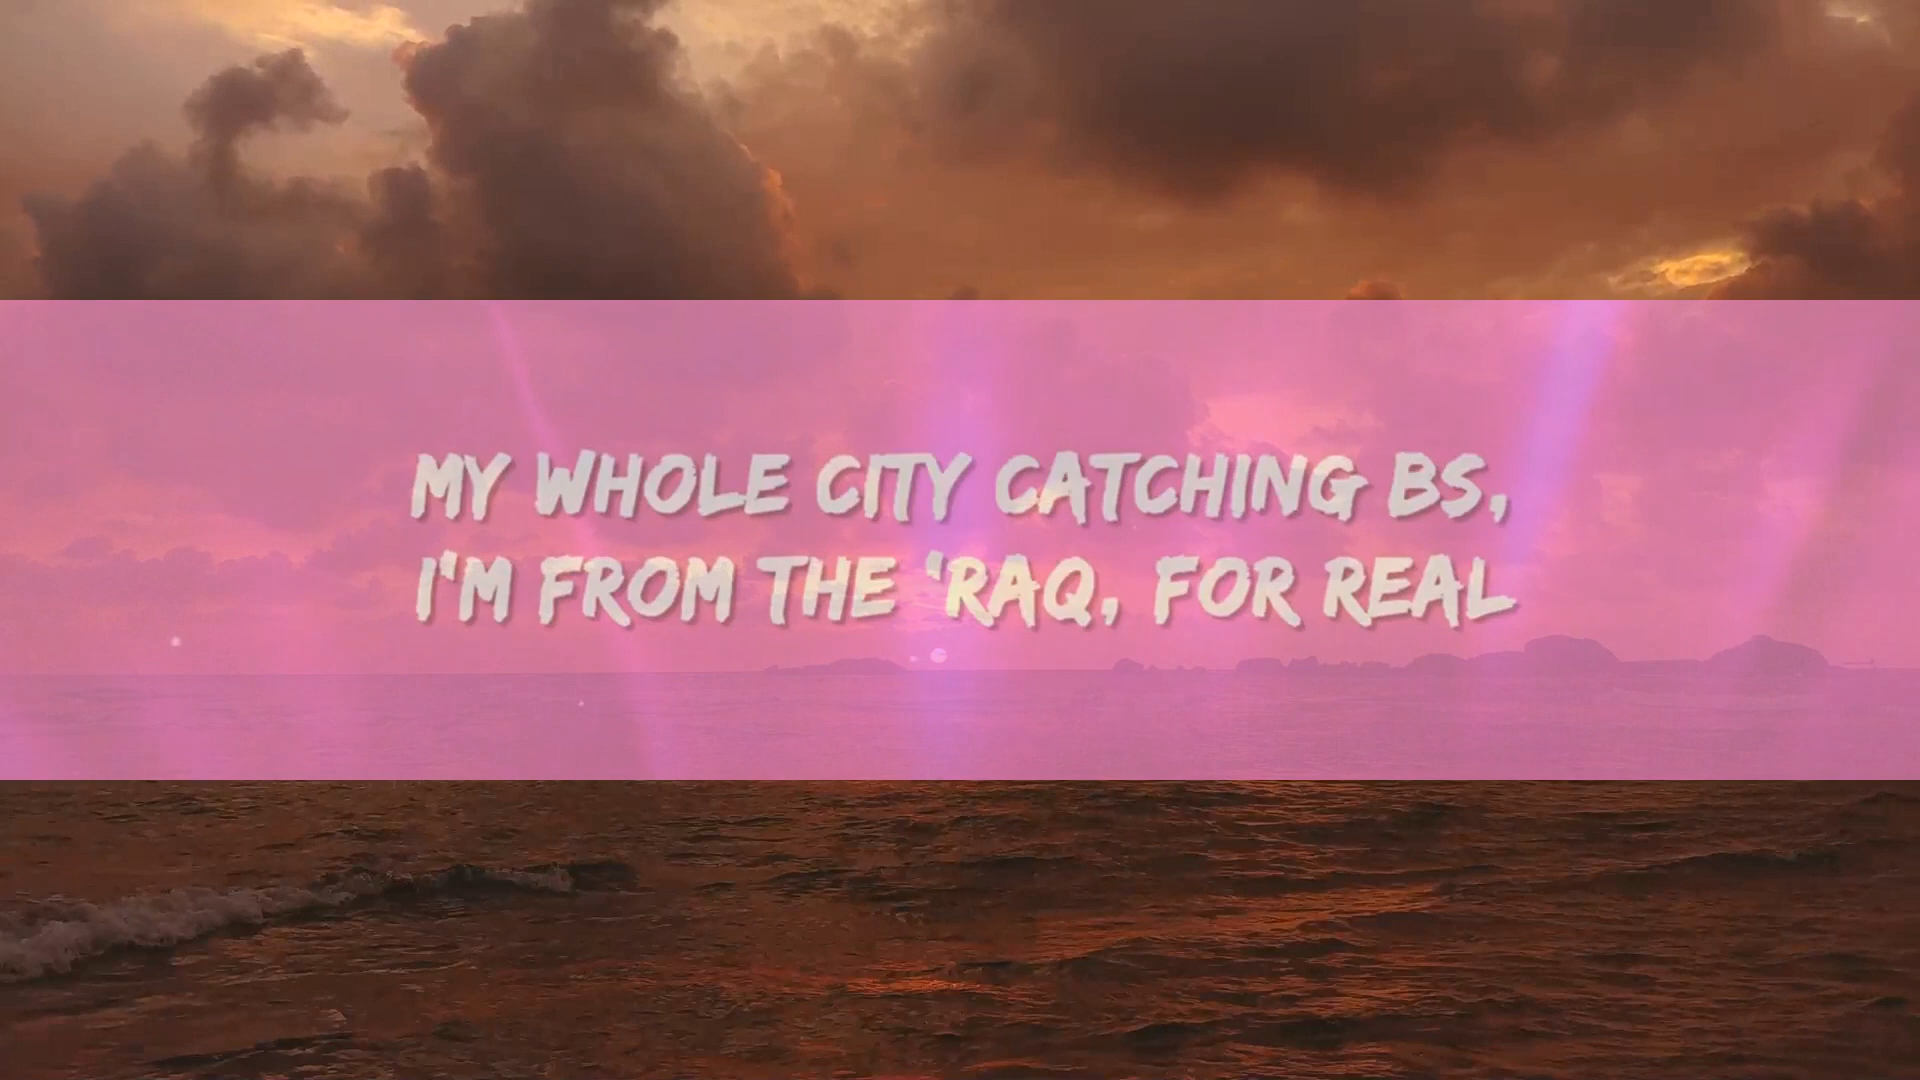 MY WHOLE CITY CATCHING BS,
I'M FROM THE 'RAQ, FOR REAL